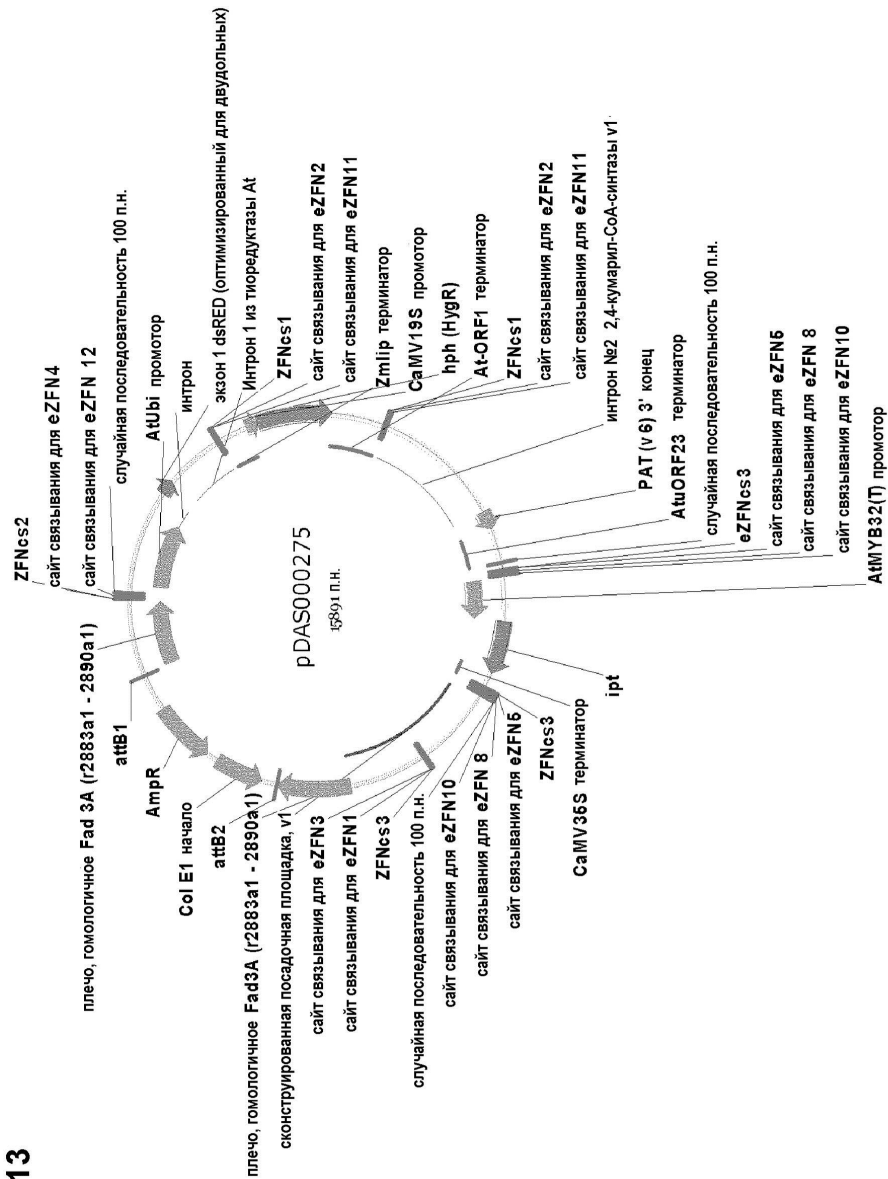 13
ZFNcs2
сайт связывания для eZFN4
сайт связывания для eZFN 12
случайная последовательность 100 п.н.
AtUbi промотор
интрон
экзон 1 dsRED (оптимизированный для двудольных)
Интрон 1 из тиоредуктазы At
ZFNcs1
сайт связывания для eZFN2
сайт связывания для eZFN11
Zmlip терминатор
CaMV19S промотор
hph (HygR)
At-ORF1 терминатор
ZFNcs1
сайт связывания для eZFN2
сайт связывания для eZFN11
интрон №2 2,4-кумарил-CoA-синтазы v1
PAT (v 6) 3' конец
AtuORF23 терминатор
случайная последовательность 100 п.н.
eZFNcs3
сайт связывания для eZFN5
сайт связывания для eZFN 8
сайт связывания для eZFN10
AtMYB32(T) промотор
ipt
CaMV35S терминатор
ZFNcs3
сайт связывания для eZFN5
сайт связывания для eZFN 8
сайт связывания для eZFN10
случайная последовательность 100 п.н.
ZFNcs3
сайт связывания для eZFN1
сайт связывания для eZFN3
сконструированная посадочная площадка, v1
плечо, гомологичное Fad3A (r2883a1 - 2890a1)
attB2
Col E1 начало
AmpR
attB1
плечо, гомологичное Fad 3A (r2883a1 - 2890a1)
pDAS000275
15891 п.н.